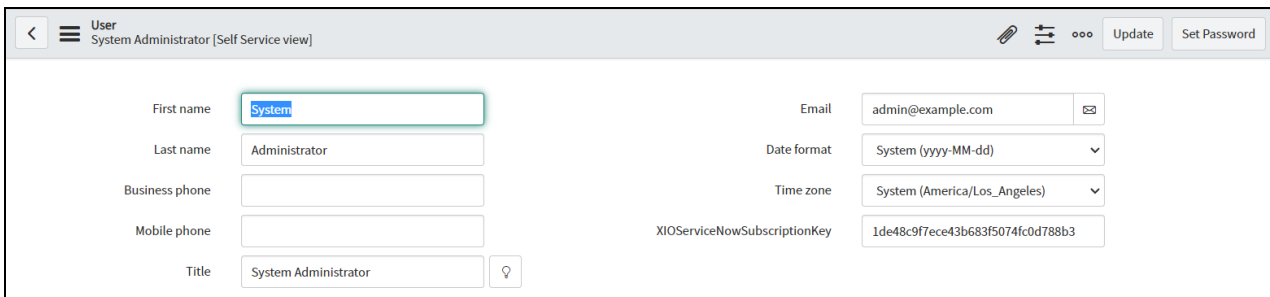 User
System Administrator [Self Service view]
Update
Set Password
First name
System
Last name
Administrator
Business phone
Mobile phone
Title
System Administrator
Email
admin@example.com
Date format
System (yyyy-MM-dd)
Time zone
System (America/Los_Angeles)
XIOServiceNowSubscriptionKey
1de48c9f7ece43b683f5074fc0d788b3